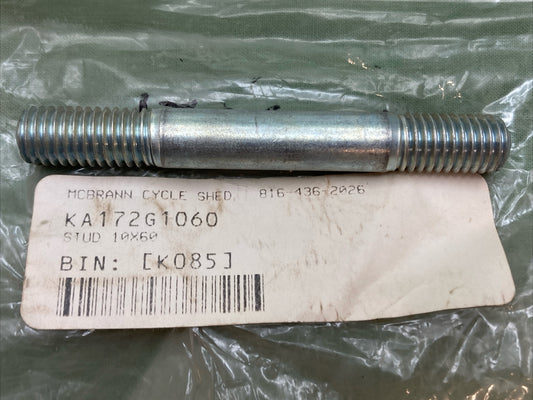 MCBRANN CYCLE SHED, 816-436-2026
KA172G1060
STUD 10X60
BIN: [K085]